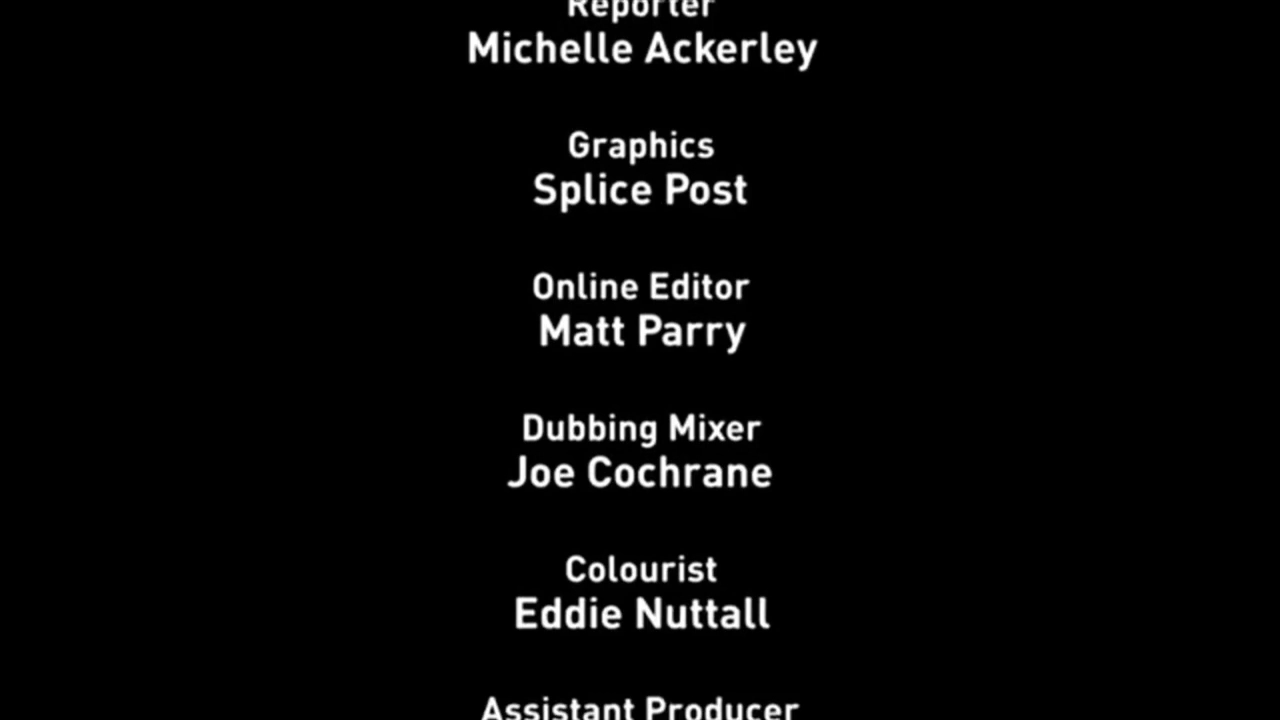 Reporter
Michelle Ackerley
Graphics
Splice Post
Online Editor
Matt Parry
Dubbing Mixer
Joe Cochrane
Colourist
Eddie Nuttall
Assistant Producer